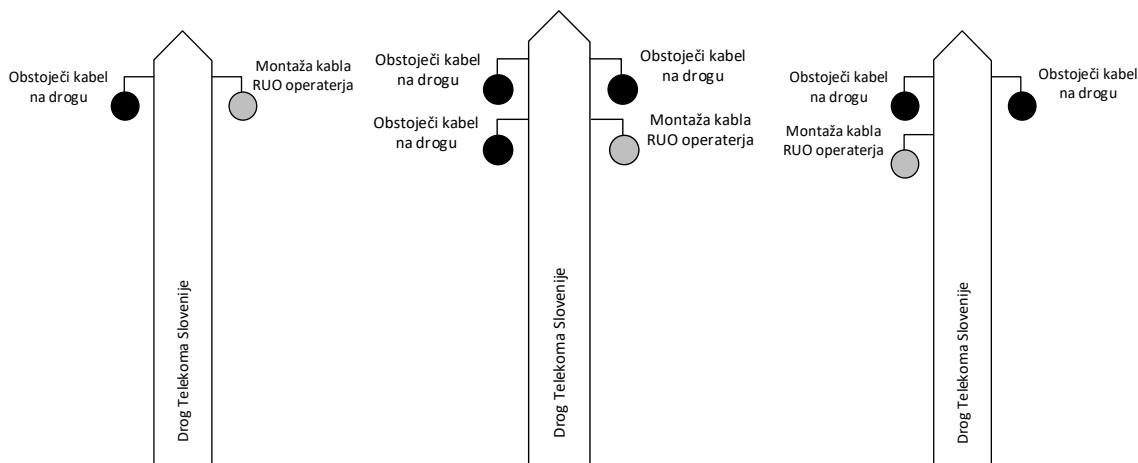 Obstoječi kabel
na drogu
Montaža kabla
RUO operaterja
Drog Telekoma Slovenije
Obstoječi kabel
na drogu
Obstoječi kabel
na drogu
Obstoječi kabel
na drogu
Montaža kabla
RUO operaterja
Drog Telekoma Slovenije
Obstoječi kabel
na drogu
Obstoječi kabel
na drogu
Montaža kabla
RUO operaterja
Drog Telekoma Slovenije